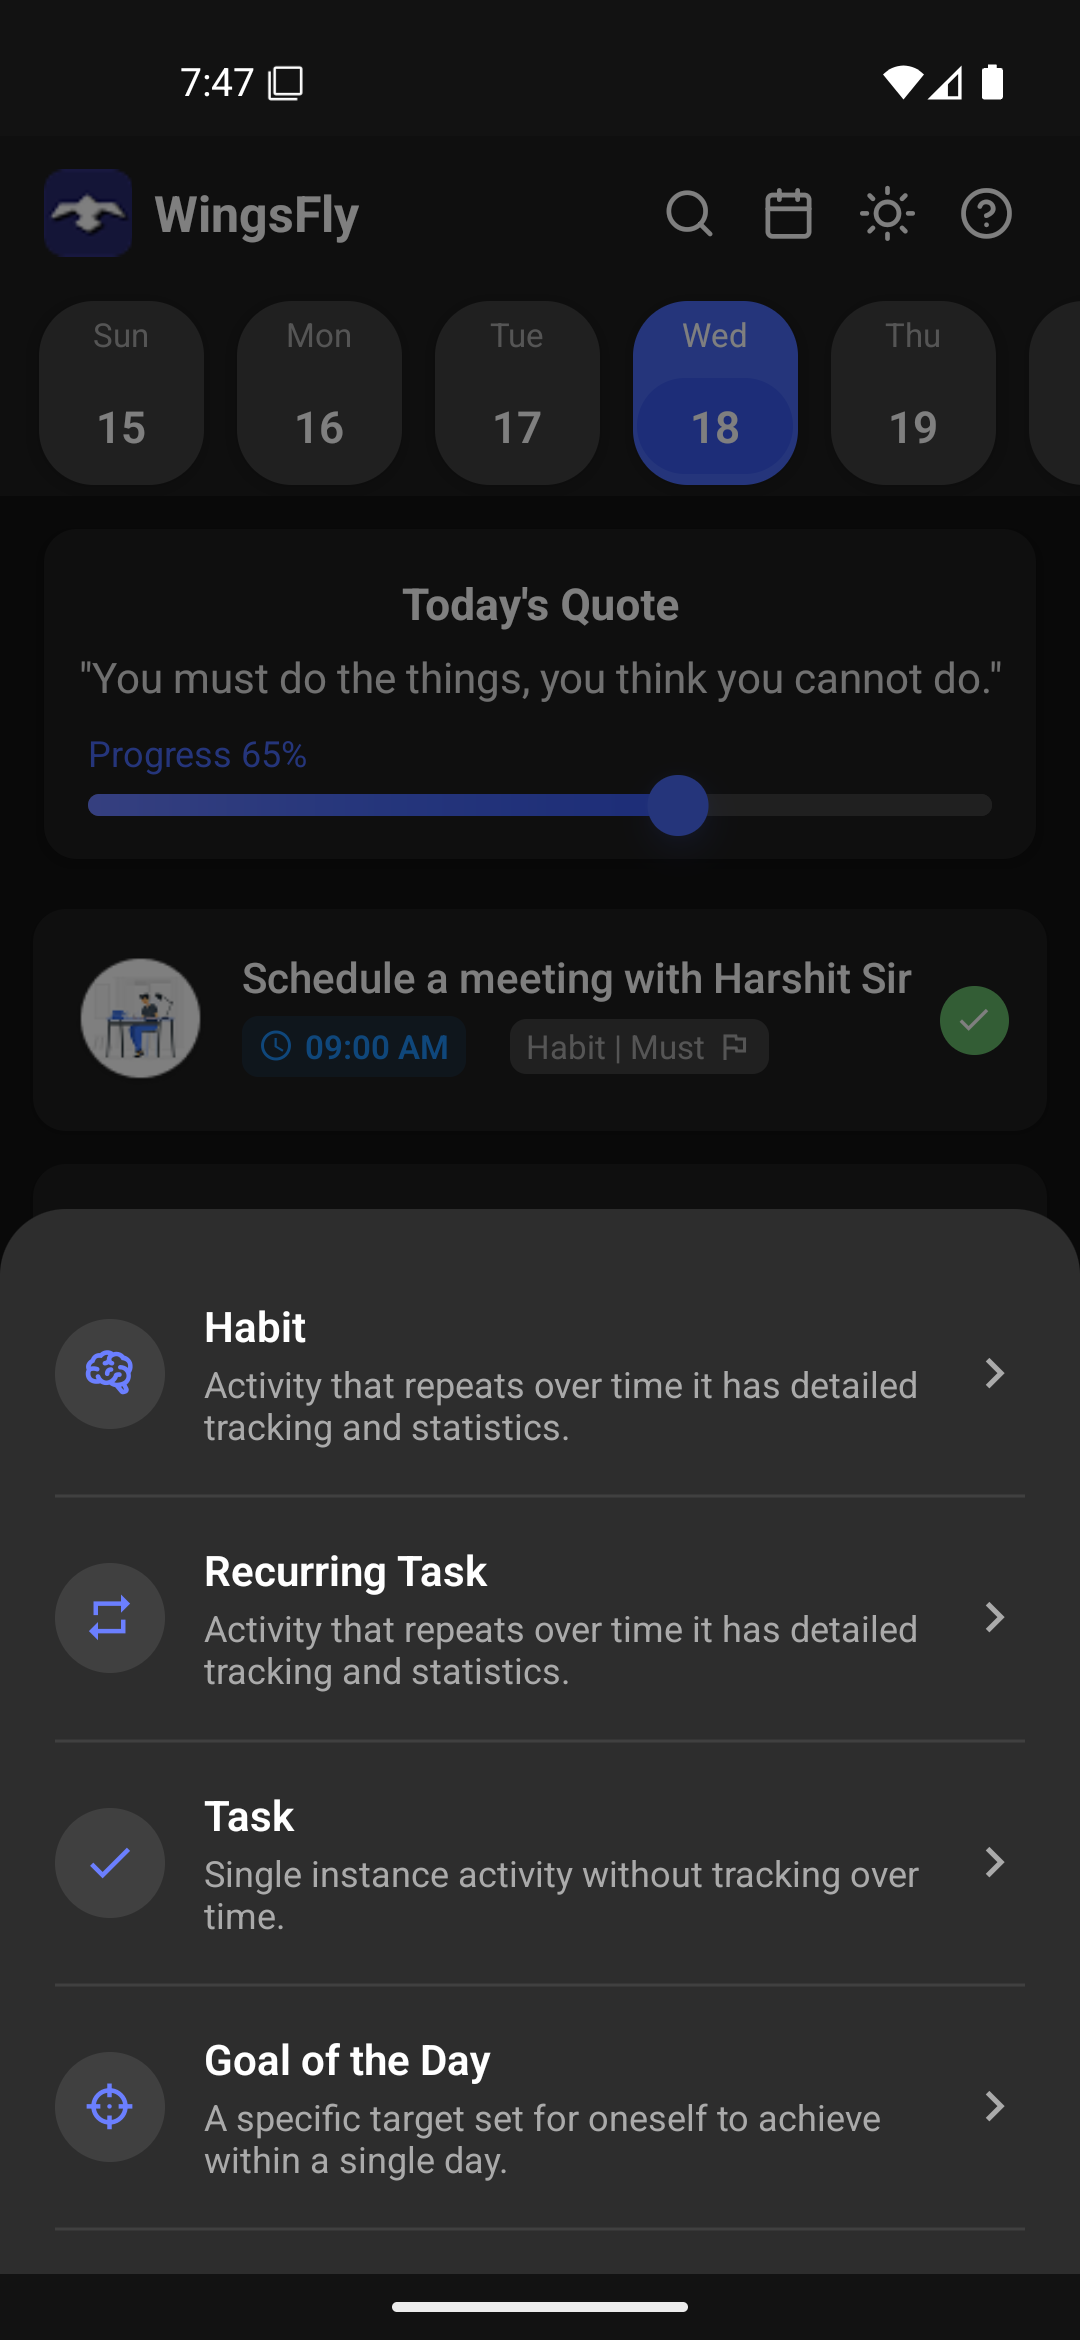 7:47
WingsFly
Sun Mon Tue Wed Thu
15 16 17 18 19
Today's Quote
"You must do the things, you think you cannot do."
Progress 65%
Schedule a meeting with Harshit Sir
09:00 AM Habit | Must
Habit
Activity that repeats over time it has detailed
tracking and statistics.
Recurring Task
Activity that repeats over time it has detailed
tracking and statistics.
Task
Single instance activity without tracking over
time.
Goal of the Day
A specific target set for oneself to achieve
within a single day.